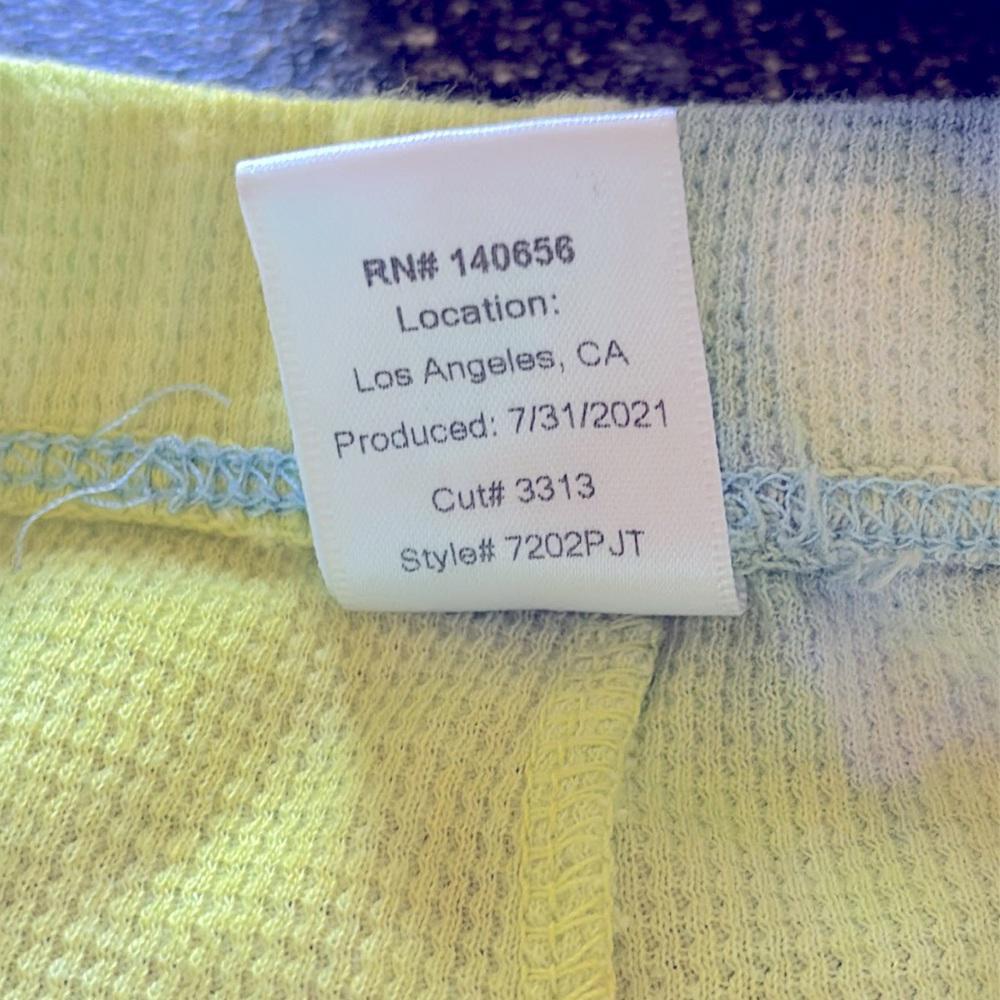 RN# 140656
Location:
Los Angeles, CA
Produced: 7/31/2021
Cut# 3313
Style# 7202PJT